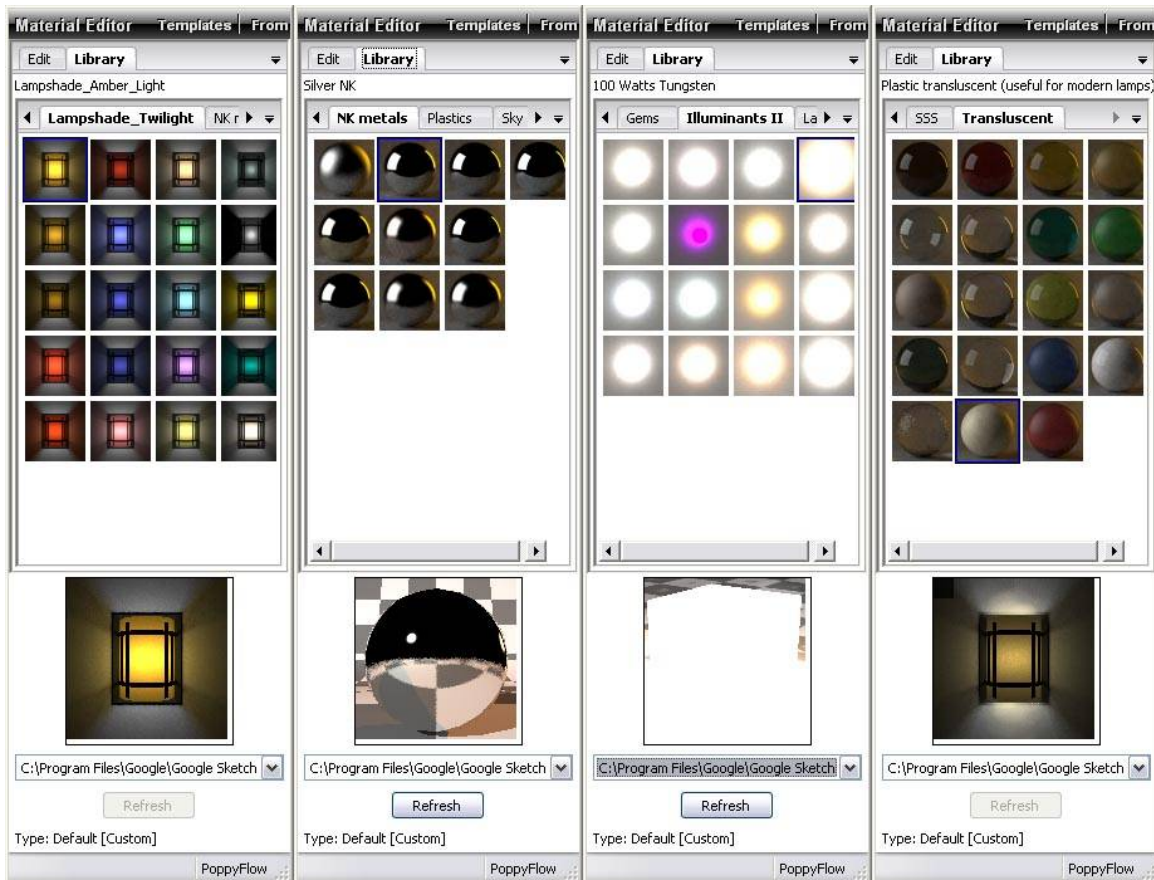 Material Editor Templates From
Edit Library
Lampshade_Amber_Light
Lampshade_Twilight NK r
C:\Program Files\Google\Google Sketch
Refresh
Type: Default [Custom]
PoppyFlow
Material Editor Templates From
Edit Library
Silver NK
NK metals Plastics Sky
C:\Program Files\Google\Google Sketch
Refresh
Type: Default [Custom]
PoppyFlow
Material Editor Templates From
Edit Library
100 Watts Tungsten
Gems Illuminants II La
C:\Program Files\Google\Google Sketch
Refresh
Type: Default [Custom]
PoppyFlow
Material Editor Templates From
Edit Library
Plastic transluscent (useful for modern lamps)
SSS Transluscent
C:\Program Files\Google\Google Sketch
Refresh
Type: Default [Custom]
PoppyFlow